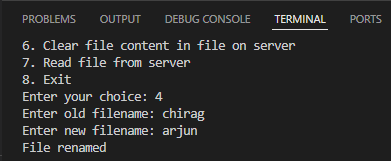 PROBLEMS OUTPUT DEBUG CONSOLE TERMINAL PORTS
6. Clear file content in file on server
7. Read file from server
8. Exit
Enter your choice: 4
Enter old filename: chirag
Enter new filename: arjun
File renamed